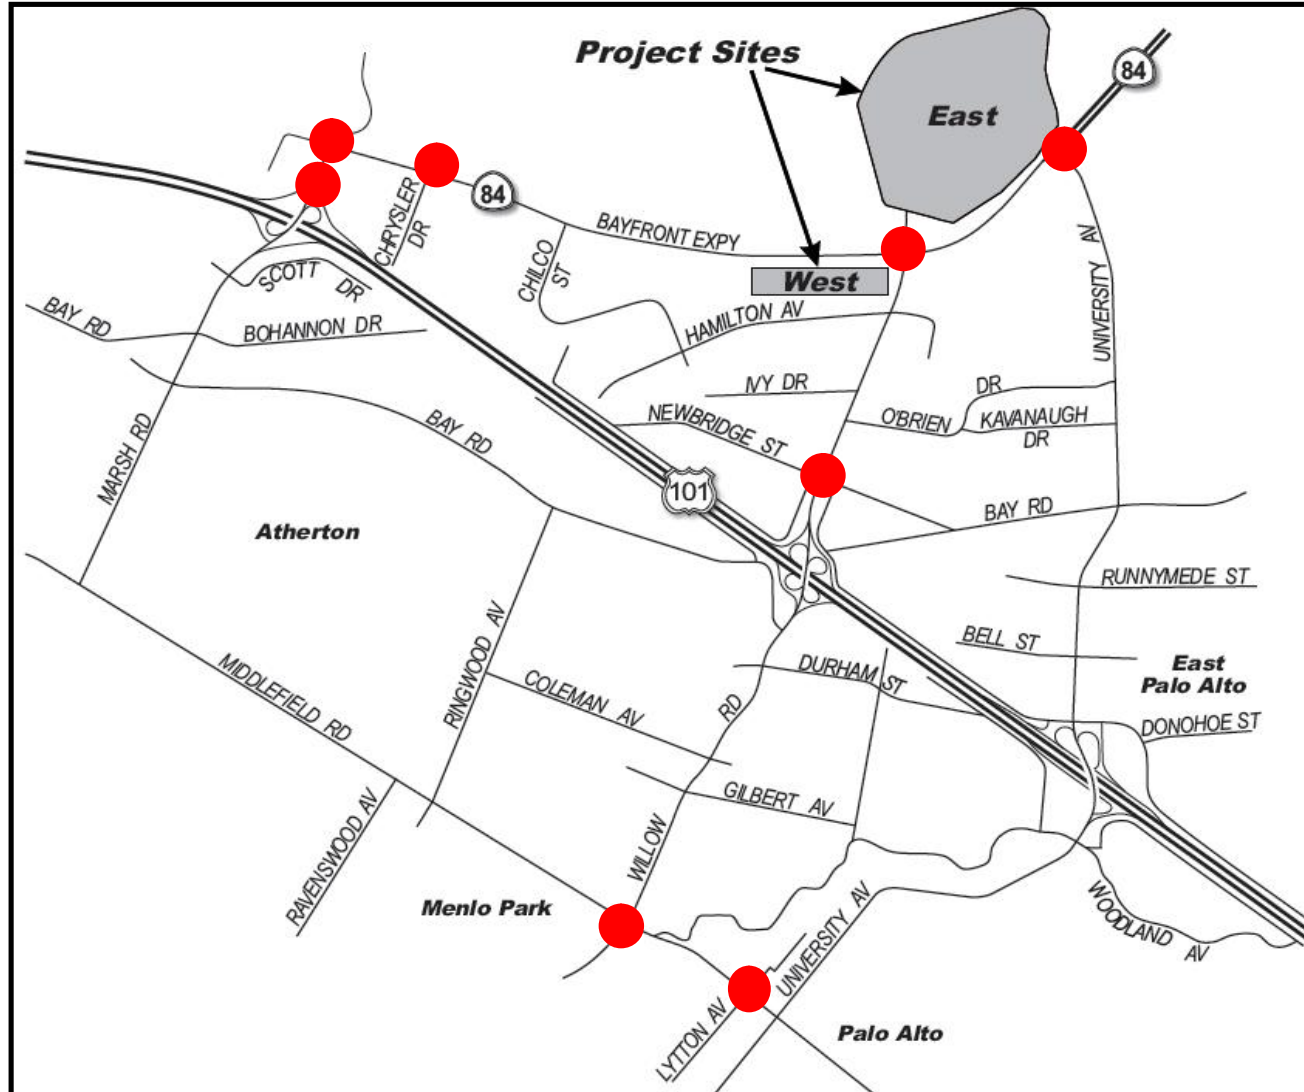 Project Sites
84
East
84
CHRYSLER
DR
BAYFRONT EXPY
UNIVERSITY AV
SCOTT DR
CHILCO
ST
West
BAY RD
BOHANNON DR
HAMILTON AV
IVY DR
DR
NEWBRIDGE ST
O'BRIEN
KAVANAUGH
DR
MARSH RD
BAY RD
101
BAY RD
Atherton
RUNNYMEDE ST
BELL ST
RINGWOOD AV
MIDDLEFIELD RD
COLEMAN AV
DURHAM ST
East
Palo Alto
DONOHOE ST
WILLOW RD
GILBERT AV
RAVENSWOOD AV
Menlo Park
UNIVERSITY AV
WOODLAND AV
LYTTON AV
Palo Alto